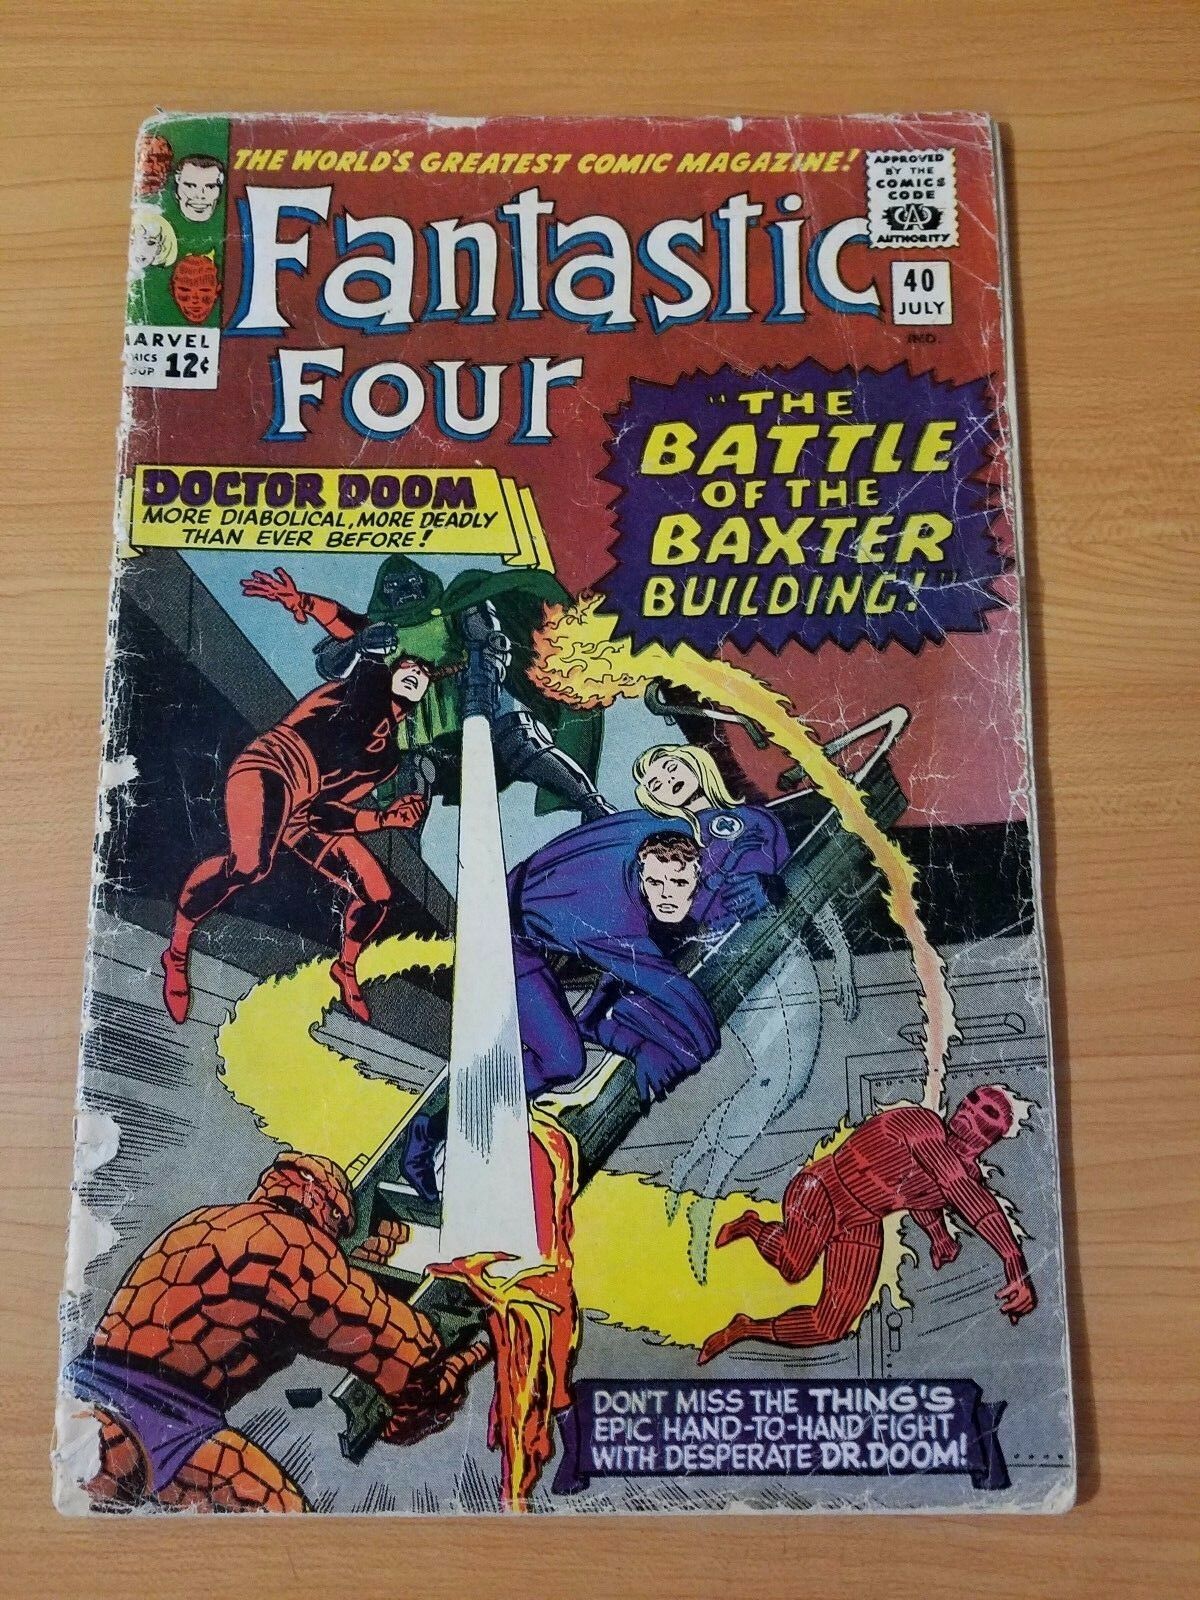 THE WORLD'S GREATEST COMIC MAGAZINE!
APPROVED
BY THE
COMICS
CODE
CA
AUTHORITY
Fantastic
Four
40
JULY
IND.
MARVEL
12¢
"THE
BATTLE
OF THE
BAXTER
BUILDING!"
DOCTOR DOOM
MORE DIABOLICAL, MORE DEADLY
THAN EVER BEFORE!
DON'T MISS THE THING'S
EPIC HAND-TO-HAND FIGHT
WITH DESPERATE DR. DOOM!